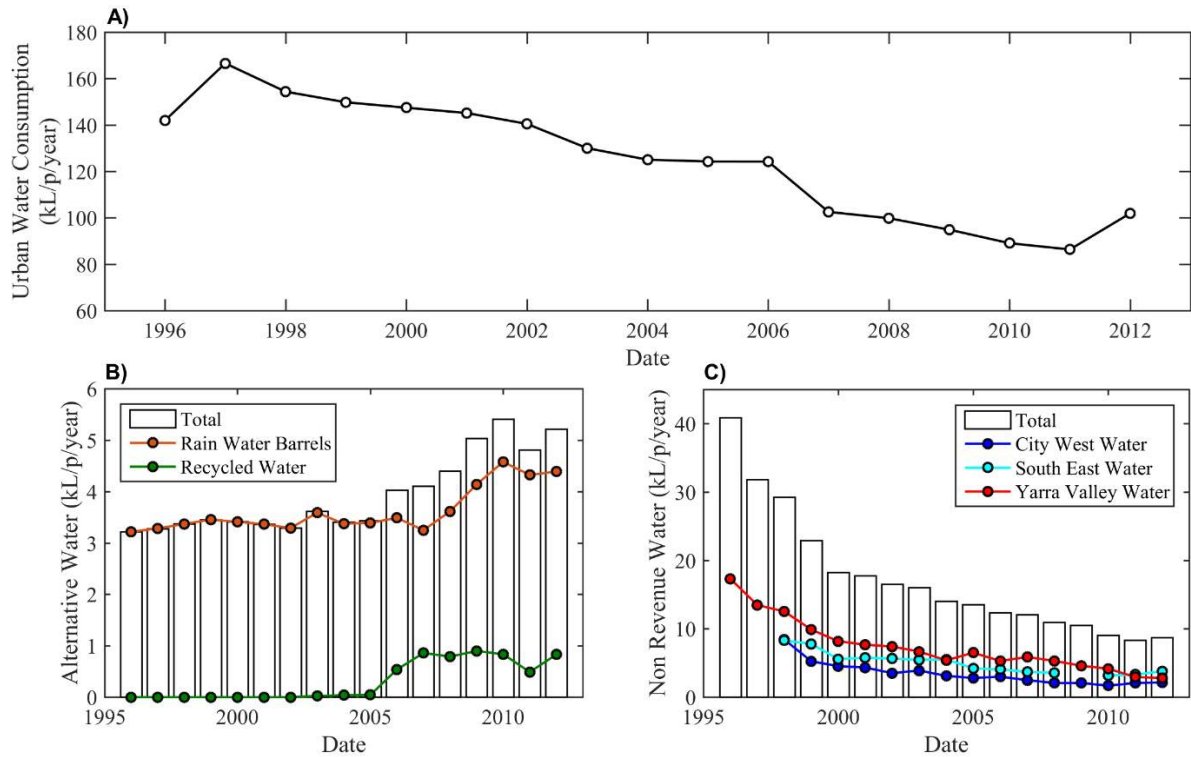 A)
Urban Water Consumption
(kL/p/year)
180
160
140
120
100
80
60
1996
1998
2000
2002
2004
2006
2008
2010
2012
Date
B)
Alternative Water (kL/p/year)
6
5
4
3
2
1
0
Total
Rain Water Barrels
Recycled Water
1995
2000
2005
2010
Date
C)
Non Revenue Water (kL/p/year)
40
30
20
10
0
Total
City West Water
South East Water
Yarra Valley Water
1995
2000
2005
2010
Date